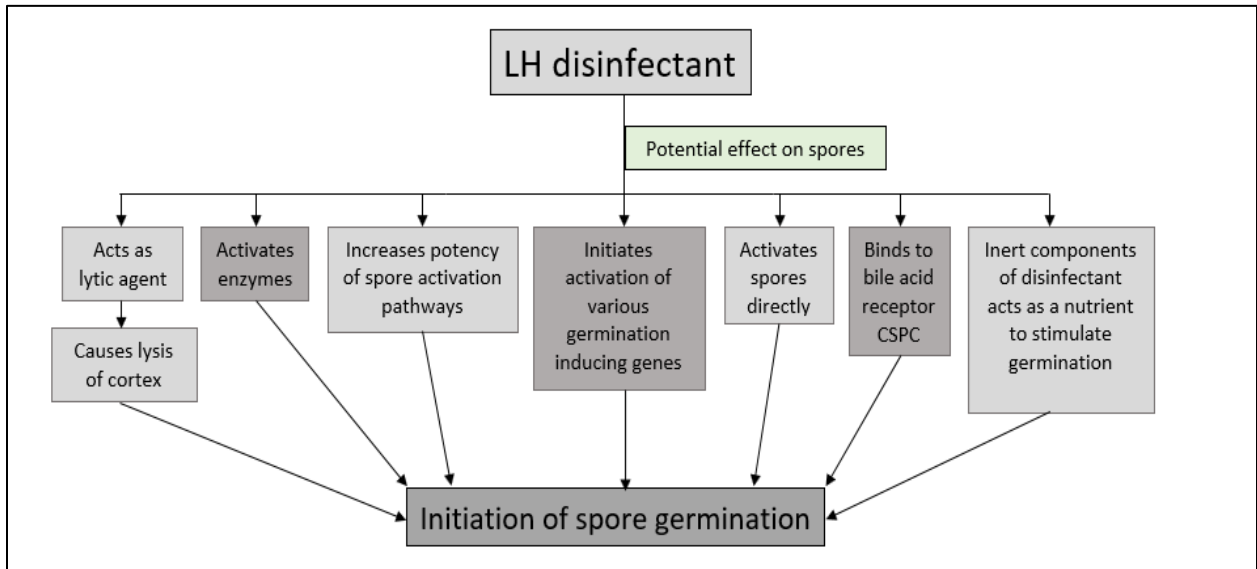 LH disinfectant
Potential effect on spores
Acts as
lytic agent
Causes lysis
of cortex
Activates
enzymes
Increases potency
of spore activation
pathways
Initiates
activation of
various
germination
inducing genes
Activates
spores
directly
Binds to
bile acid
receptor
CSPC
Inert components
of disinfectant
acts as a nutrient
to stimulate
germination
Initiation of spore germination